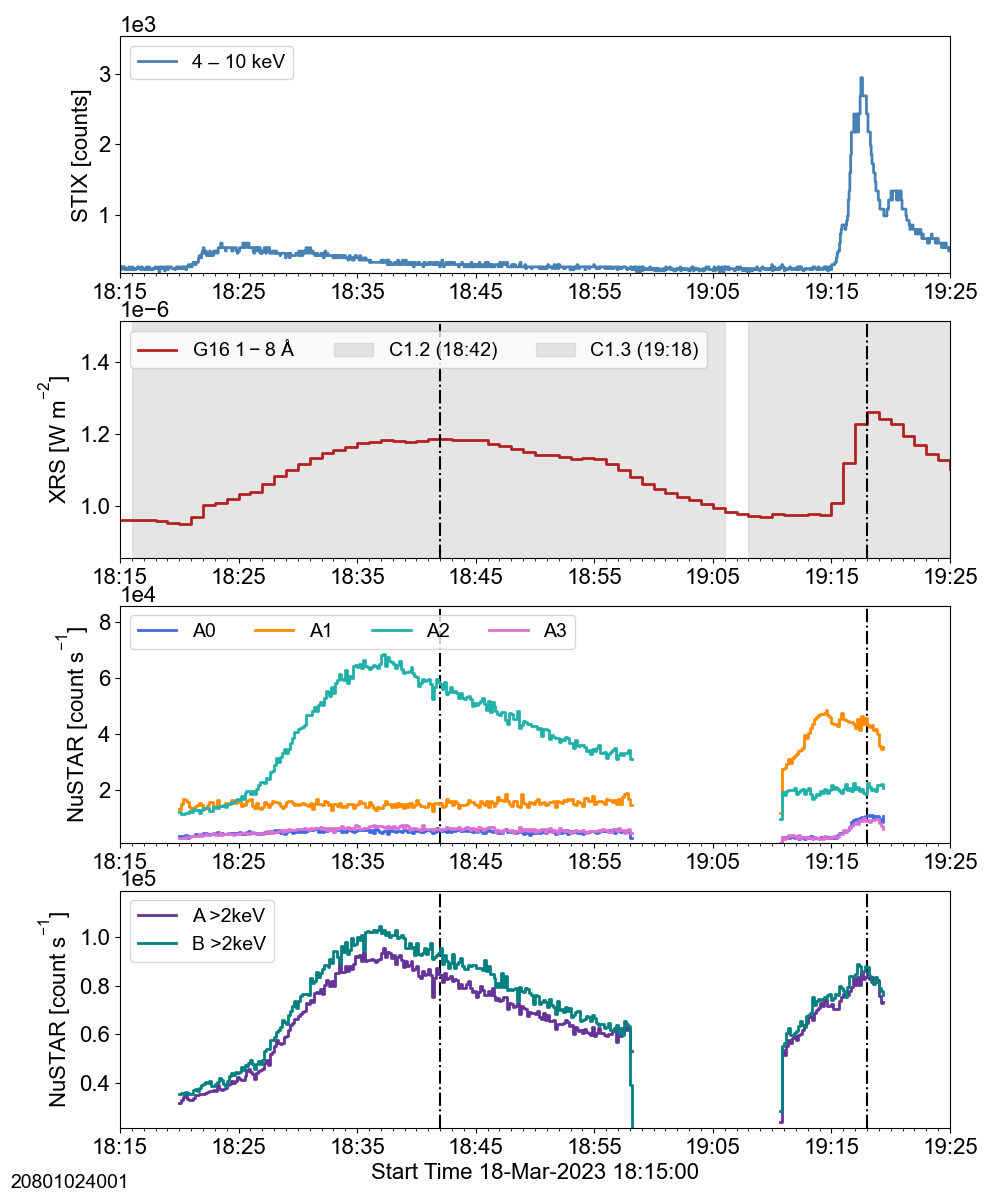 1e3
4 – 10 keV
STIX [counts]
3
2
1
18:15 18:25 18:35 18:45 18:55 19:05 19:15 19:25
1e−6
G16 1 − 8 Å C1.2 (18:42) C1.3 (19:18)
XRS [W m⁻²]
1.4
1.2
1.0
18:15 18:25 18:35 18:45 18:55 19:05 19:15 19:25
1e4
A0 A1 A2 A3
NuSTAR [count s⁻¹]
8
6
4
2
18:15 18:25 18:35 18:45 18:55 19:05 19:15 19:25
1e5
A >2keV
B >2keV
NuSTAR [count s⁻¹]
1.0
0.8
0.6
0.4
18:15 18:25 18:35 18:45 18:55 19:05 19:15 19:25
Start Time 18-Mar-2023 18:15:00
20801024001